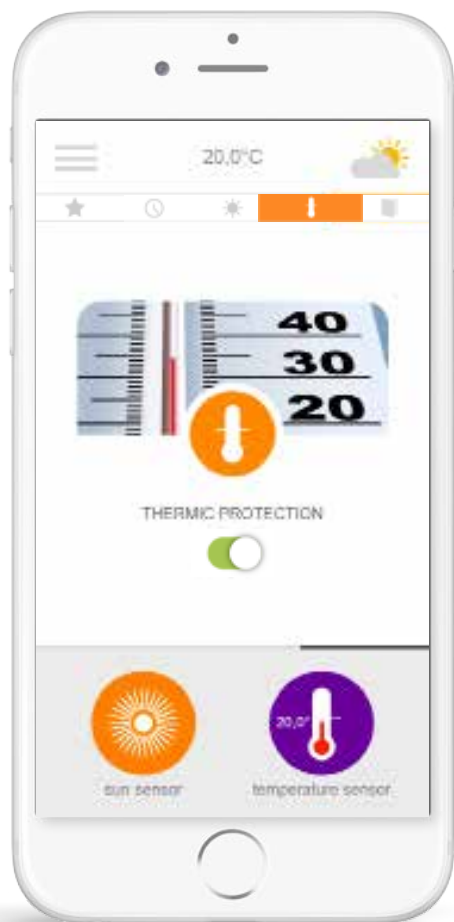 20,0°C
40
30
20
THERMIC PROTECTION
20,0°
sun sensor
temperature sensor